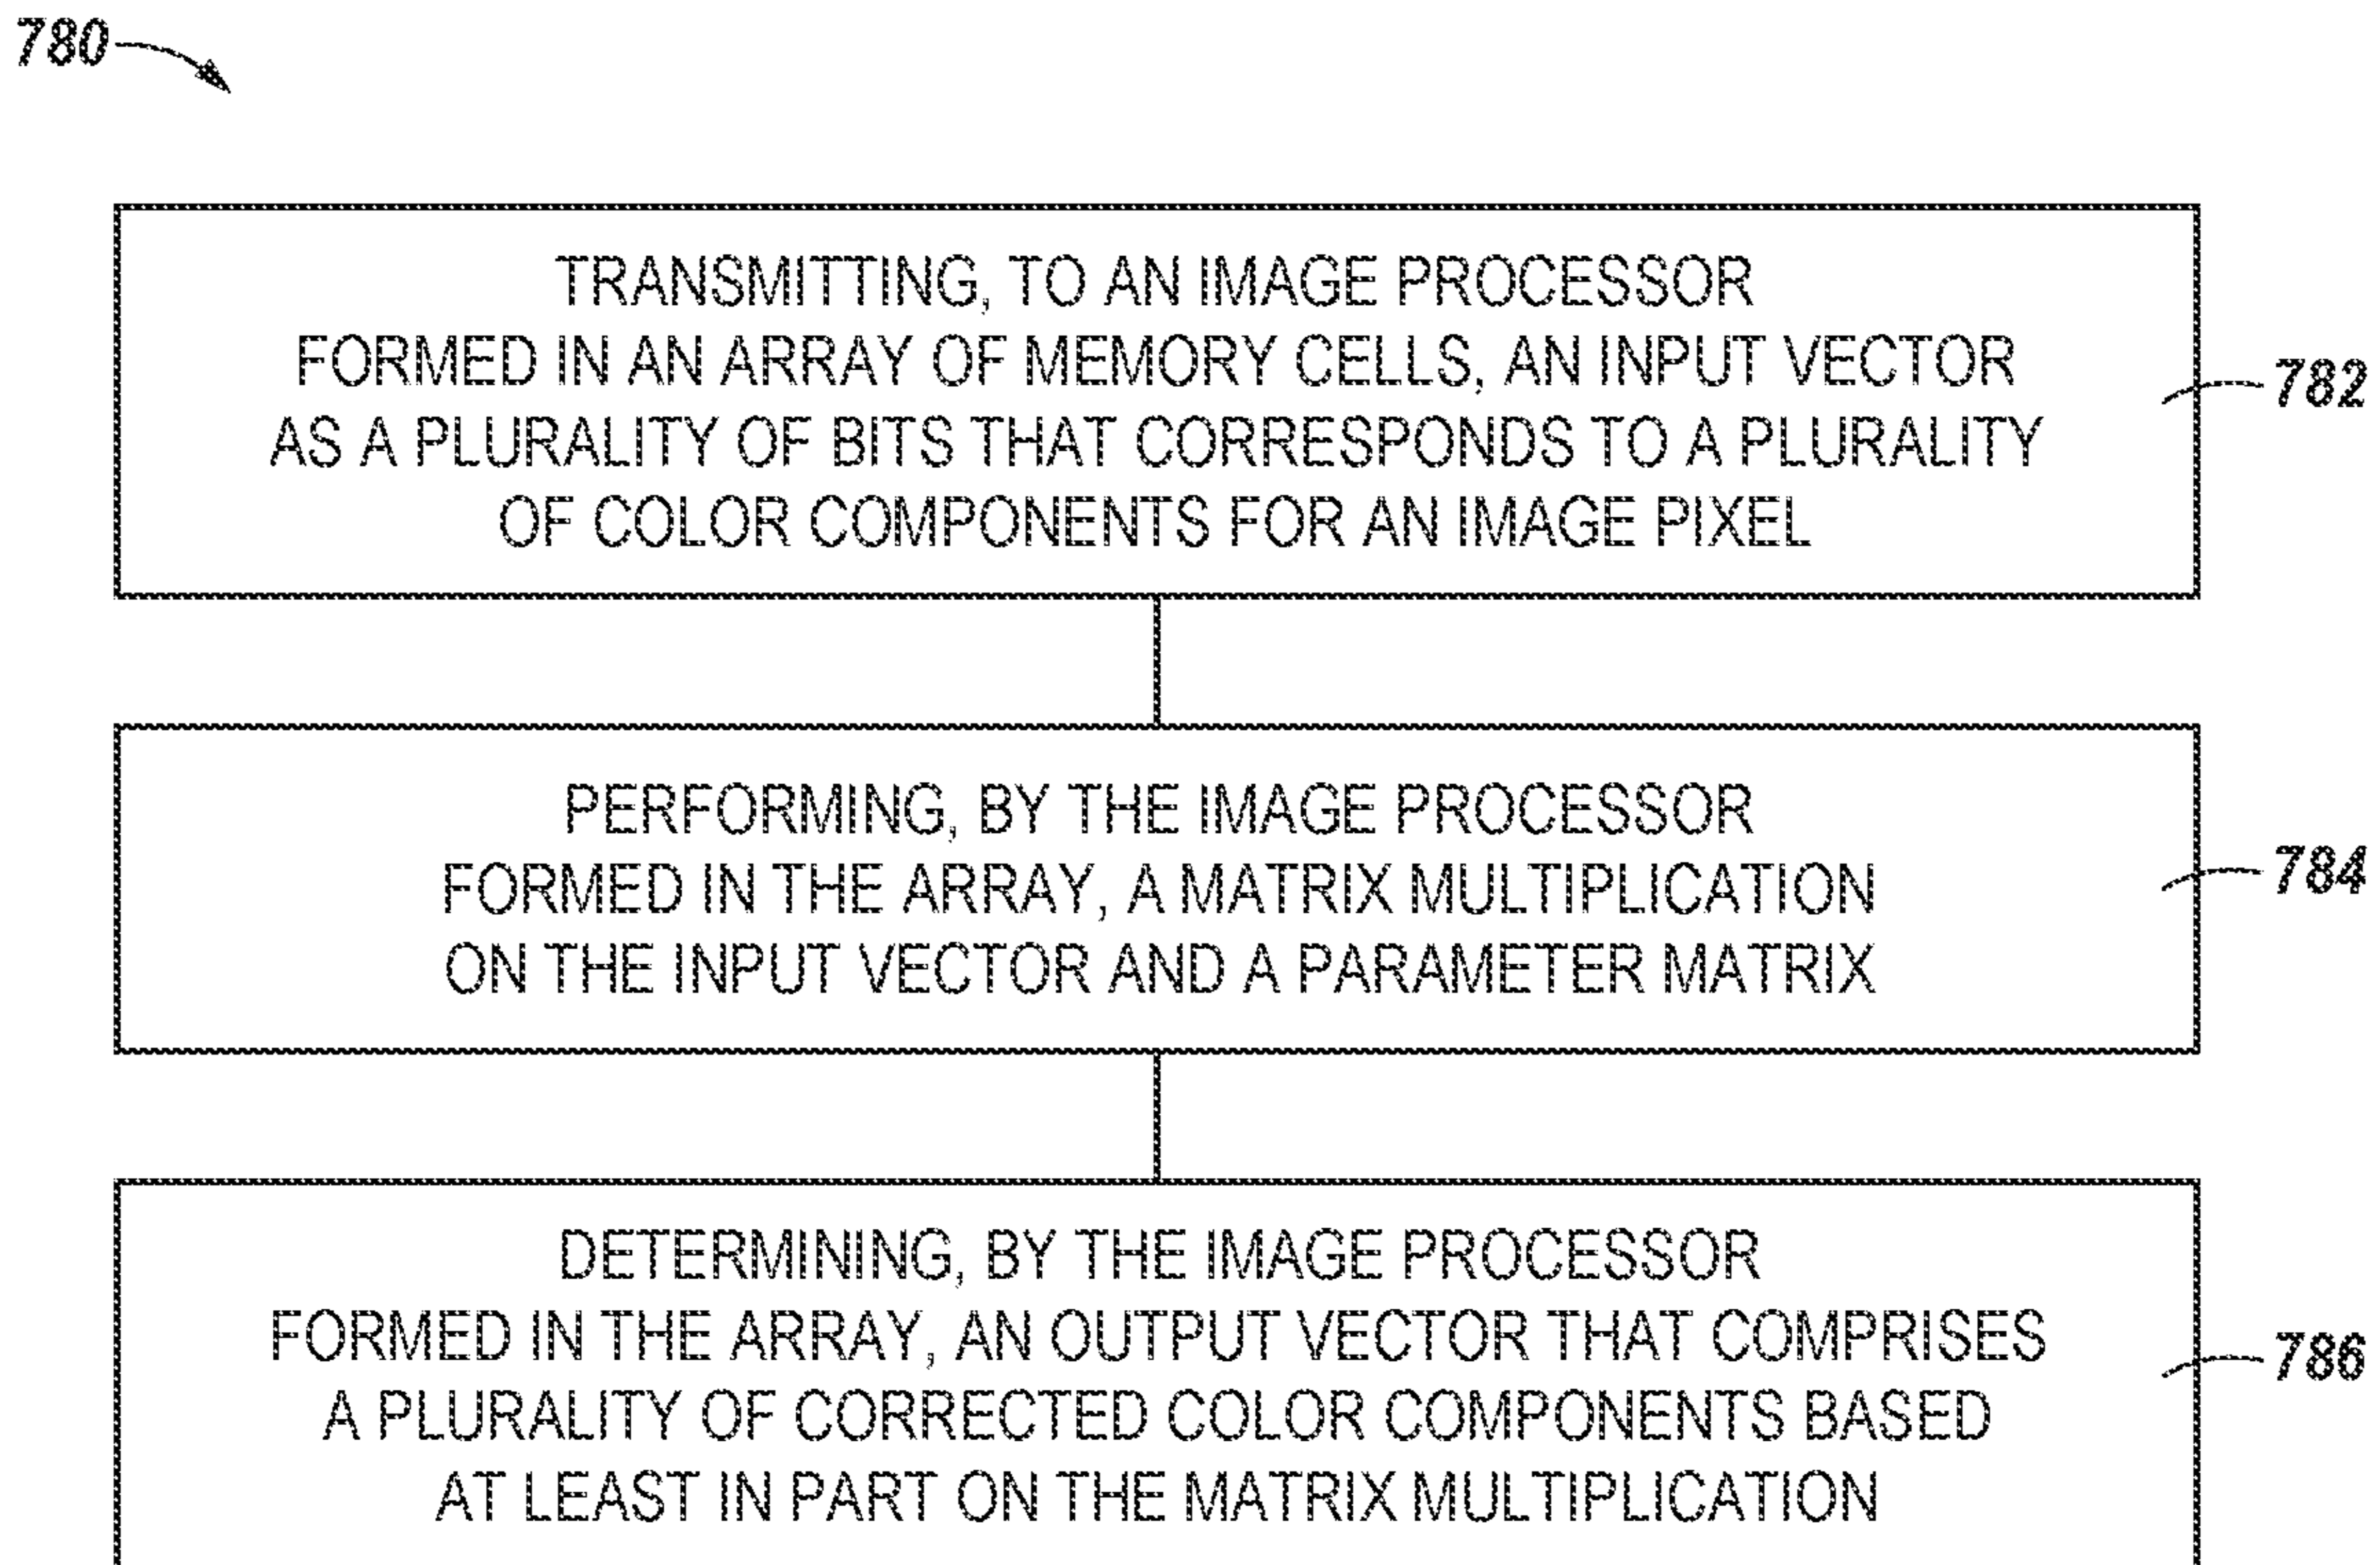 780
TRANSMITTING, TO AN IMAGE PROCESSOR
FORMED IN AN ARRAY OF MEMORY CELLS, AN INPUT VECTOR
AS A PLURALITY OF BITS THAT CORRESPONDS TO A PLURALITY
OF COLOR COMPONENTS FOR AN IMAGE PIXEL
782
PERFORMING, BY THE IMAGE PROCESSOR
FORMED IN THE ARRAY, A MATRIX MULTIPLICATION
ON THE INPUT VECTOR AND A PARAMETER MATRIX
784
DETERMINING, BY THE IMAGE PROCESSOR
FORMED IN THE ARRAY, AN OUTPUT VECTOR THAT COMPRISES
A PLURALITY OF CORRECTED COLOR COMPONENTS BASED
AT LEAST IN PART ON THE MATRIX MULTIPLICATION
786